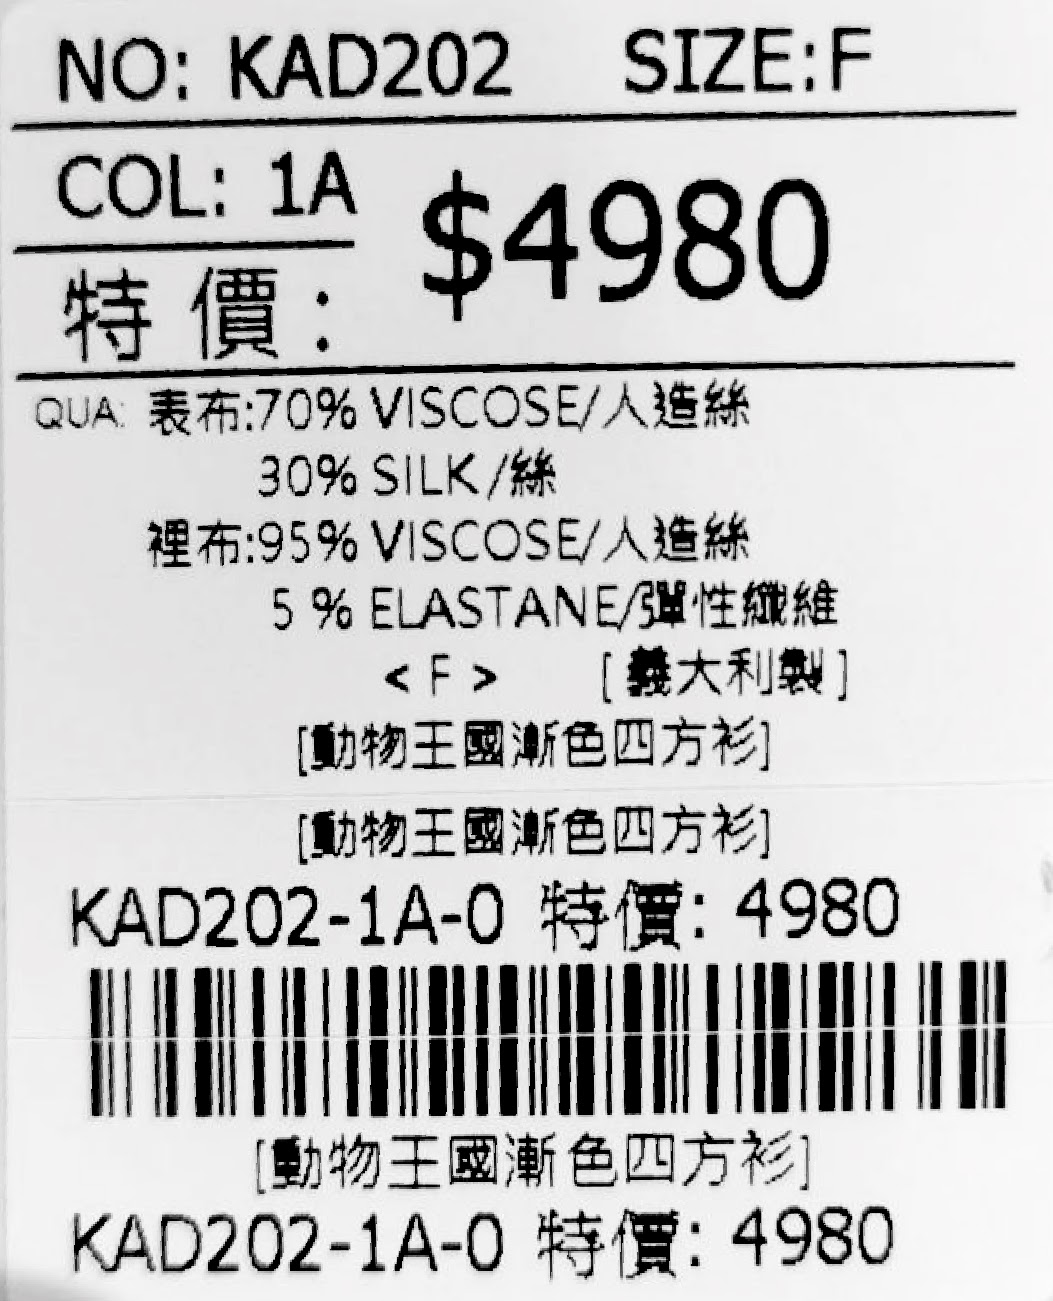 NO: KAD202 SIZE:F
COL: 1A
$4980
特 價 :
QUA: 表布:70% VISCOSE/人造絲
30% SILK /絲
裡布:95% VISCOSE/人造絲
5 % ELASTANE/彈性纖維
< F > [ 義大利製 ]
[動物王國漸色四方衫]
[動物王國漸色四方衫]
KAD202-1A-0 特價: 4980
[動物王國漸色四方衫]
KAD202-1A-0 特價: 4980